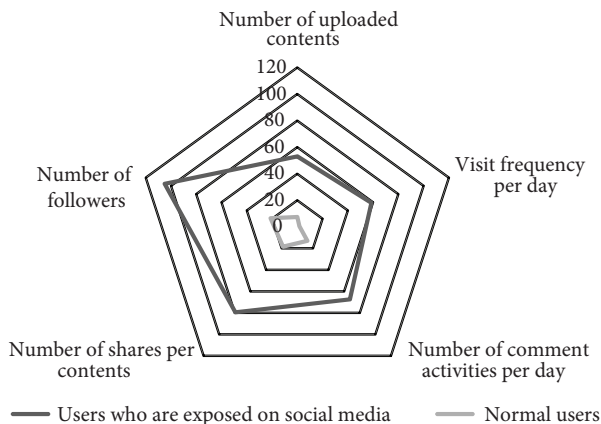 Number of uploaded
contents
120
100
80
60
40
20
0
Visit frequency
per day
Number of
followers
Number of shares per
contents
Number of comment
activities per day
Users who are exposed on social media
Normal users